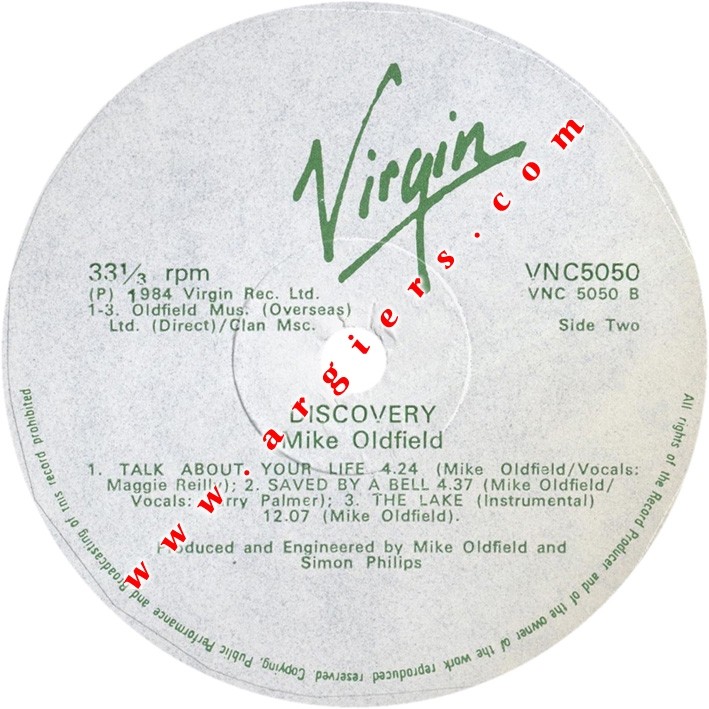 Virgin
33⅓ rpm
(P) 1984 Virgin Rec. Ltd.
1-3. Oldfield Mus. (Overseas)
Ltd. (Direct)/Clan Msc.
VNC5050
VNC 5050 B
Side Two
DISCOVERY
Mike Oldfield
1. TALK ABOUT YOUR LIFE 4.24 (Mike Oldfield/Vocals:
Maggie Reilly); 2. SAVED BY A BELL 4.37 (Mike Oldfield/
Vocals: Barry Palmer); 3. THE LAKE (Instrumental)
12.07 (Mike Oldfield).
Produced and Engineered by Mike Oldfield and
Simon Philips
All rights of the Record Producer and of the owner of the work reproduced reserved. Copying, Public Performance and Broadcasting of this record prohibited
www.argiers.com